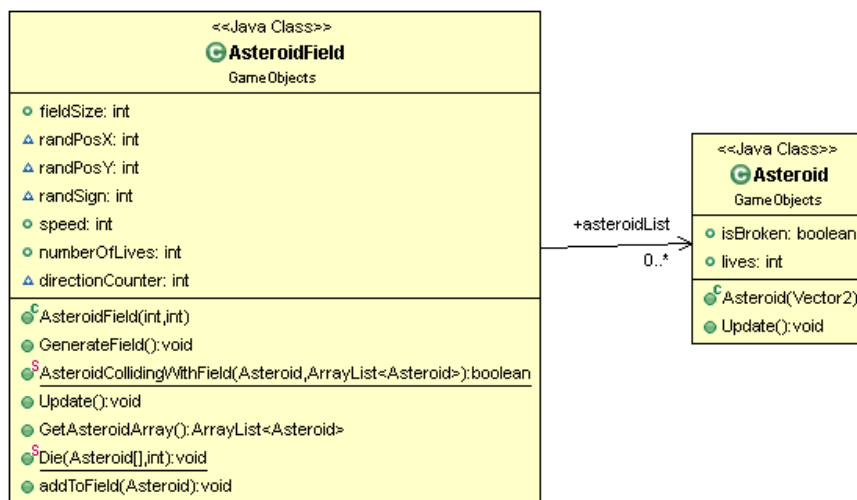 <<Java Class>>
AsteroidField
GameObjects
fieldSize: int
randPosX: int
randPosY: int
randSign: int
speed: int
numberOfLives: int
directionCounter: int
AsteroidField(int,int)
GenerateField():void
AsteroidCollidingWithField(Asteroid,ArrayList<Asteroid>):boolean
Update():void
GetAsteroidArray():ArrayList<Asteroid>
Die(Asteroid[],int):void
addToField(Asteroid):void
+asteroidList
0..*
<<Java Class>>
Asteroid
GameObjects
isBroken: boolean
lives: int
Asteroid(Vector2)
Update():void